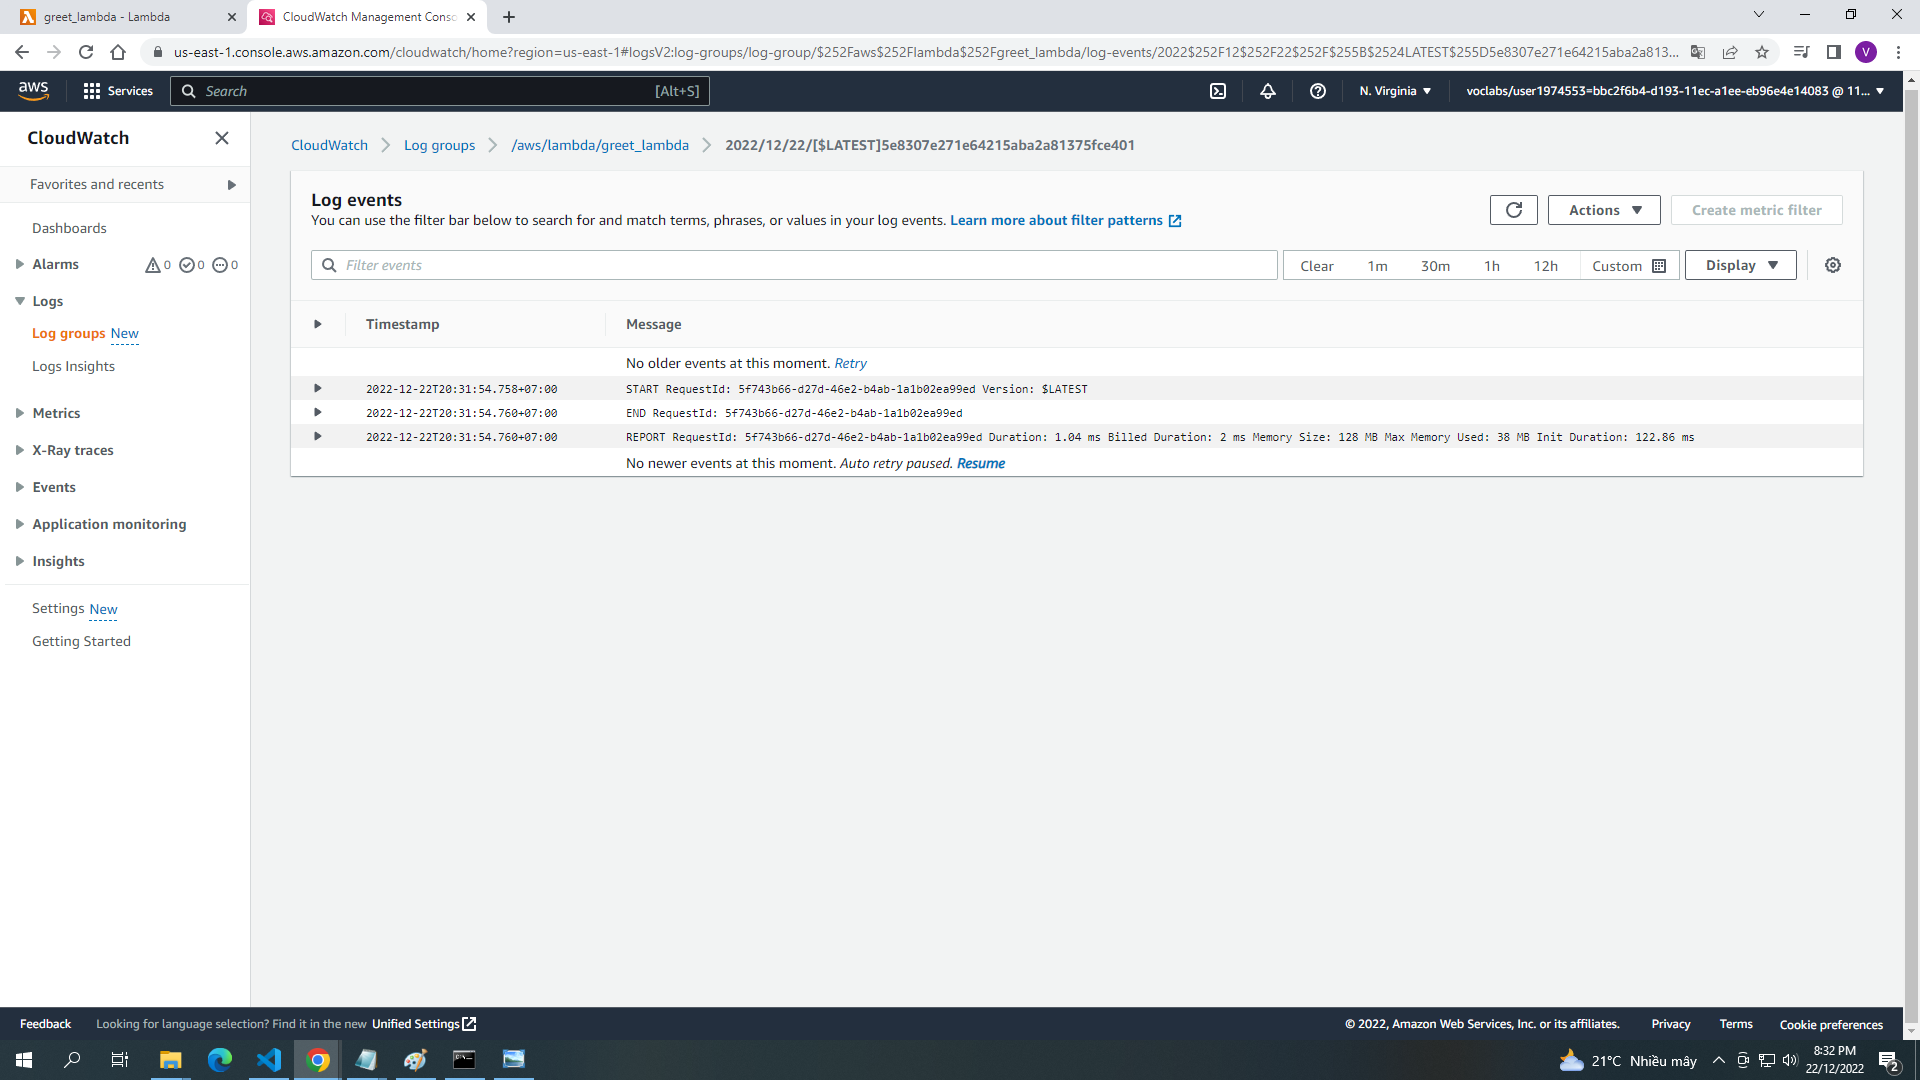 greet_lambda - Lambda
CloudWatch Management Conso
us-east-1.console.aws.amazon.com/cloudwatch/home?region=us-east-1#logsV2:log-groups/log-group/$252Faws$252Flambda$252Fgreet_lambda/log-events/2022$252F12$252F22$252F$255B$2524LATEST$255D5e8307e271e64215aba2a813...
V
aws
Services
Search
[Alt+S]
N. Virginia
voclabs/user1974553=bbc2f6b4-d193-11ec-a1ee-eb96e4e14083 @ 11...
CloudWatch
Favorites and recents
Dashboards
Alarms 0 0 0
Logs
Log groups New
Logs Insights
Metrics
X-Ray traces
Events
Application monitoring
Insights
Settings New
Getting Started
CloudWatch
Log groups
/aws/lambda/greet_lambda
2022/12/22/[$LATEST]5e8307e271e64215aba2a81375fce401
Log events
You can use the filter bar below to search for and match terms, phrases, or values in your log events. Learn more about filter patterns
Actions
Create metric filter
Filter events
Clear 1m 30m 1h 12h Custom
Display
Timestamp Message
No older events at this moment. Retry
2022-12-22T20:31:54.758+07:00 START RequestId: 5f743b66-d27d-46e2-b4ab-1a1b02ea99ed Version: $LATEST
2022-12-22T20:31:54.760+07:00 END RequestId: 5f743b66-d27d-46e2-b4ab-1a1b02ea99ed
2022-12-22T20:31:54.760+07:00 REPORT RequestId: 5f743b66-d27d-46e2-b4ab-1a1b02ea99ed Duration: 1.04 ms Billed Duration: 2 ms Memory Size: 128 MB Max Memory Used: 38 MB Init Duration: 122.86 ms
No newer events at this moment. Auto retry paused. Resume
Feedback
Looking for language selection? Find it in the new Unified Settings
© 2022, Amazon Web Services, Inc. or its affiliates.
Privacy
Terms
Cookie preferences
21°C Nhiều mây
8:32 PM
22/12/2022
2